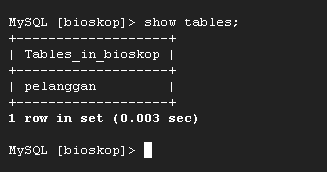 MySQL [bioskop]> show tables;
+-------------------+
| Tables_in_bioskop |
+-------------------+
| pelanggan         |
+-------------------+
1 row in set (0.003 sec)
MySQL [bioskop]>